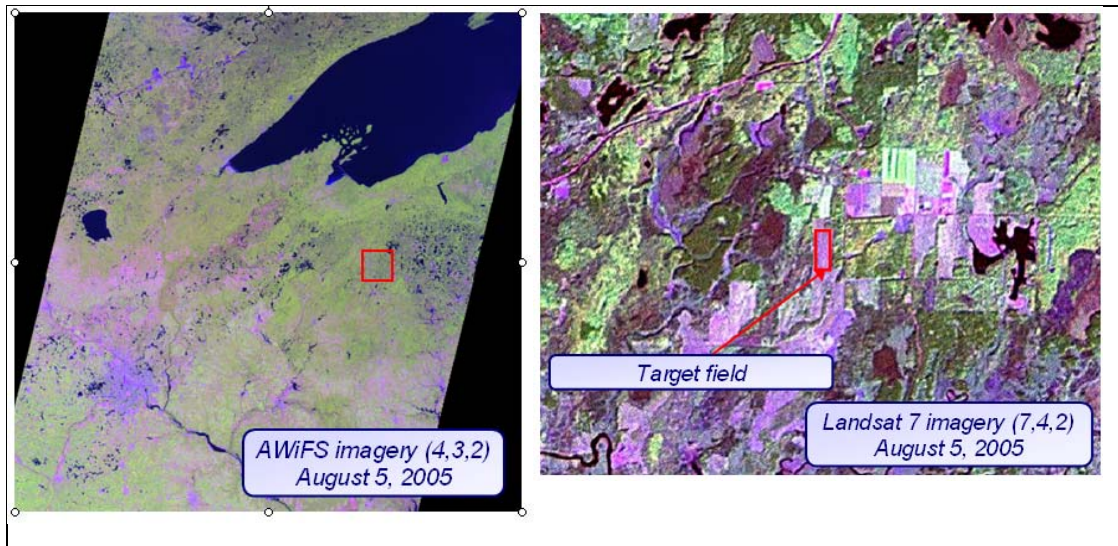 AWiFS imagery (4,3,2)
August 5, 2005
Target field
Landsat 7 imagery (7,4,2)
August 5, 2005